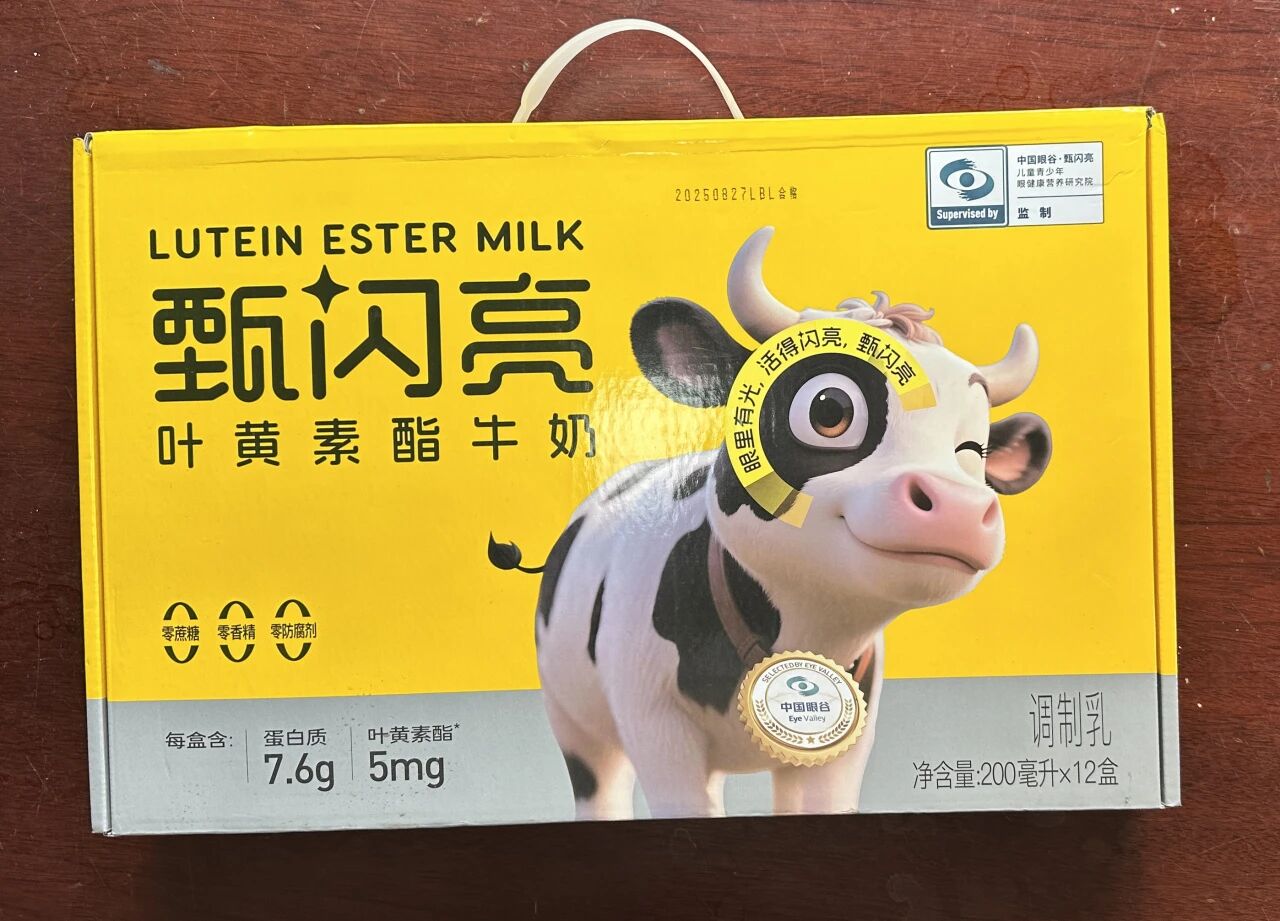 20250827LBL合格
中国眼谷·甄闪亮
儿童青少年
眼健康营养研究院
Supervised by
监制
LUTEIN ESTER MILK
甄闪亮
叶黄素酯牛奶
眼里有光, 活得闪亮, 甄闪亮
零蔗糖 零香精 零防腐剂
SELECTED BY EYE VALLEY
中国眼谷
Eye Valley
每盒含: 蛋白质 7.6g 叶黄素酯* 5mg
调制乳
净含量:200毫升×12盒